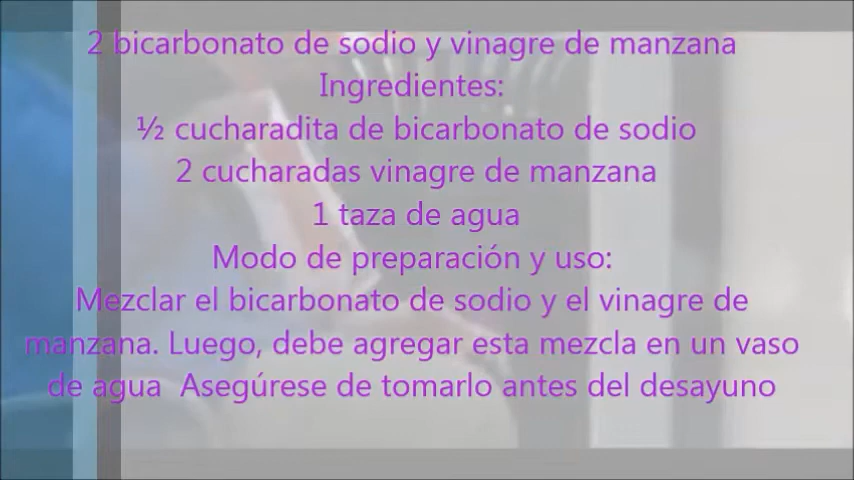 2 bicarbonato de sodio y vinagre de manzana
Ingredientes:
½ cucharadita de bicarbonato de sodio
2 cucharadas vinagre de manzana
1 taza de agua
Modo de preparación y uso:
Mezclar el bicarbonato de sodio y el vinagre de
manzana. Luego, debe agregar esta mezcla en un vaso
de agua  Asegúrese de tomarlo antes del desayuno